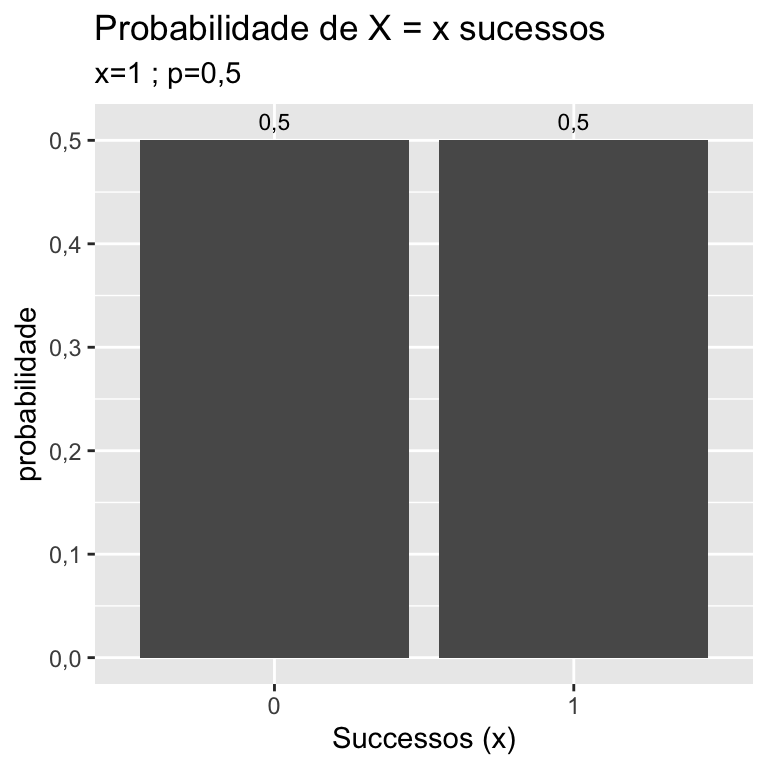 Probabilidade de X = x sucessos
x=1 ; p=0,5
0,5 0,5
0,5
0,4
0,3
0,2
0,1
0,0
probabilidade
0 1
Successos (x)